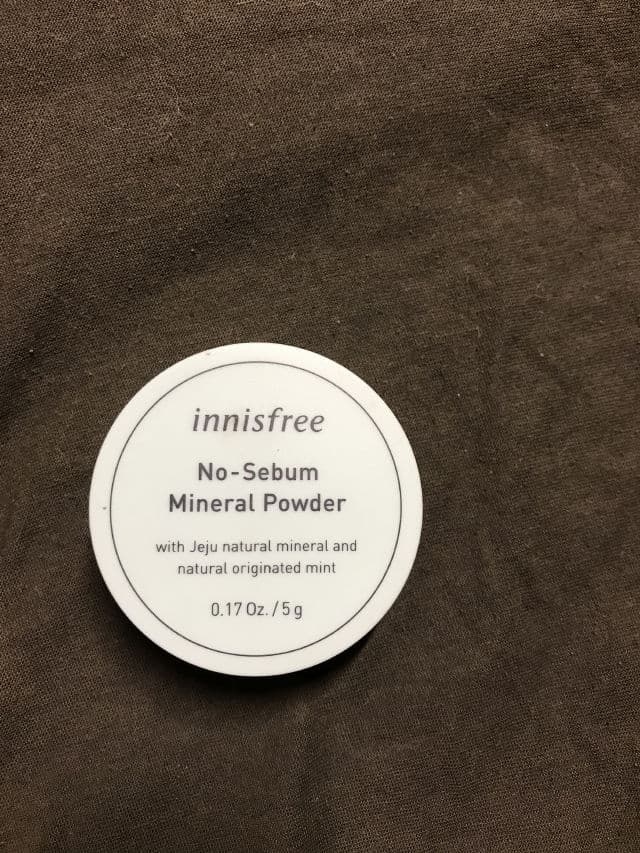 innisfree
No-Sebum
Mineral Powder
with Jeju natural mineral and
natural originated mint
0.17 Oz. / 5 g